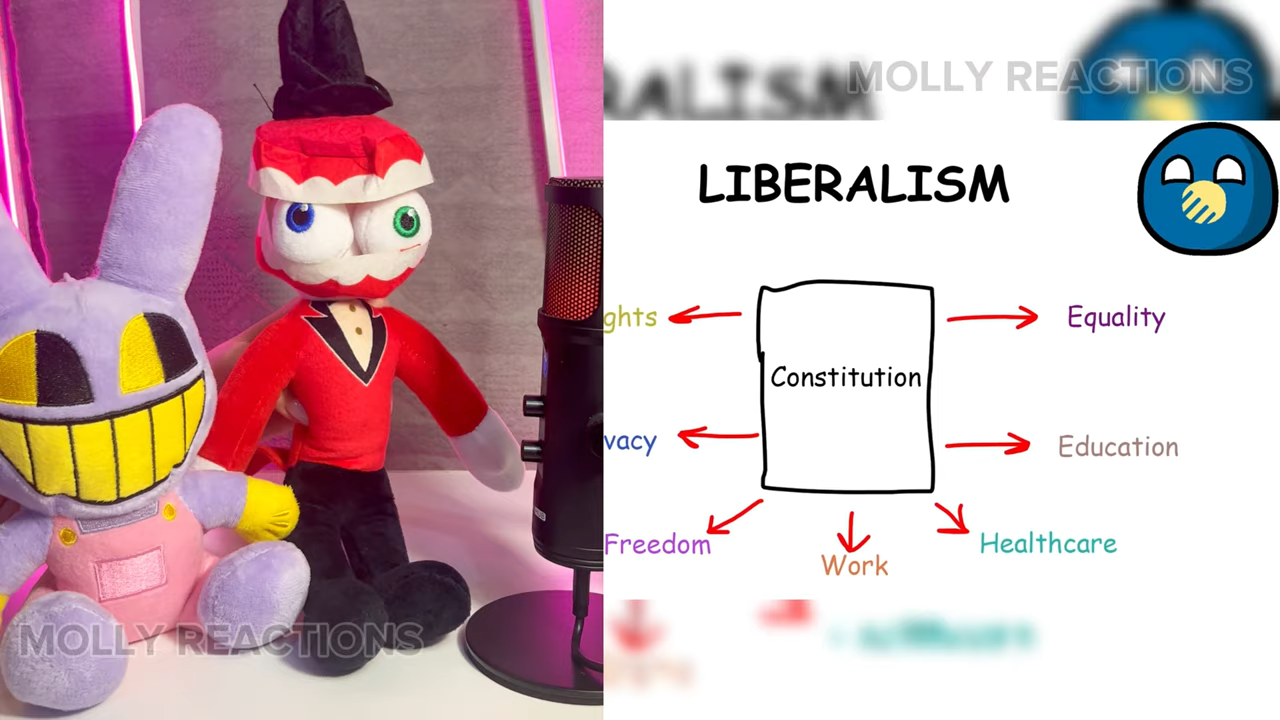 MOLLY REACTIONS
LIBERALISM
ghts
Equality
Constitution
vacy
Education
Freedom
Work
Healthcare
MOLLY REACTIONS